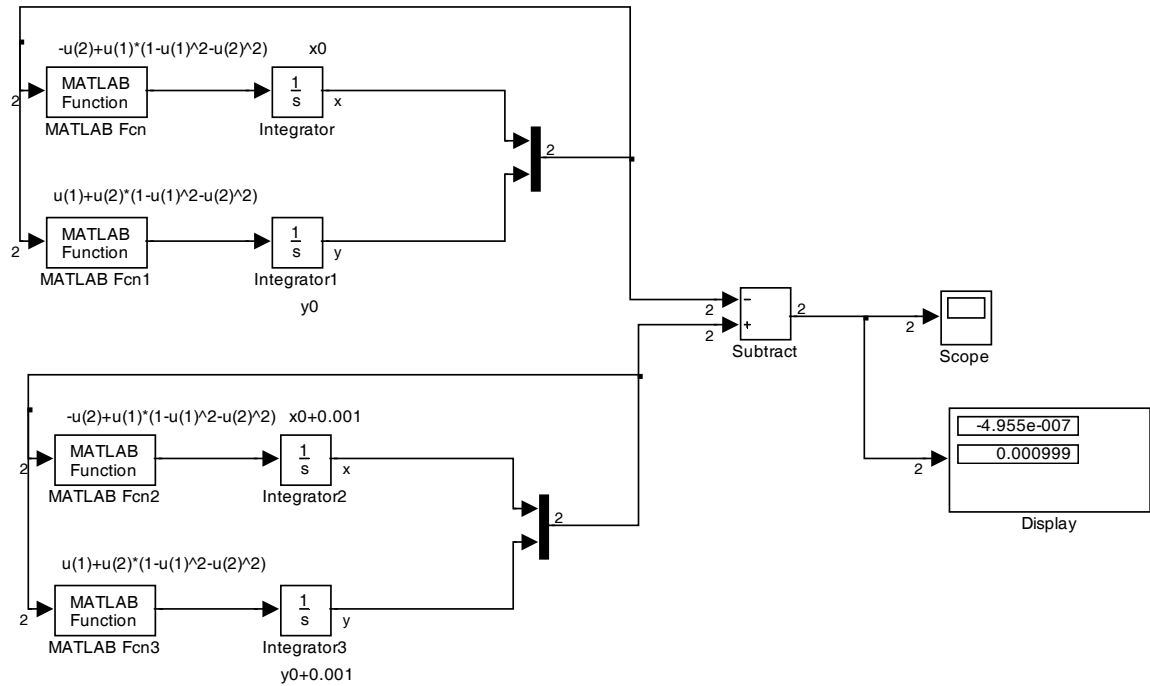 -u(2)+u(1)*(1-u(1)^2-u(2)^2)
x0
2
MATLAB
Function
MATLAB Fcn
1
s
x
Integrator
2
u(1)+u(2)*(1-u(1)^2-u(2)^2)
2
MATLAB
Function
MATLAB Fcn1
1
s
y
Integrator1
y0
2
−
2
+
2
Subtract
2
Scope
-u(2)+u(1)*(1-u(1)^2-u(2)^2)
x0+0.001
2
MATLAB
Function
MATLAB Fcn2
1
s
x
Integrator2
2
-4.955e-007
0.000999
2
Display
u(1)+u(2)*(1-u(1)^2-u(2)^2)
2
MATLAB
Function
MATLAB Fcn3
1
s
y
Integrator3
y0+0.001